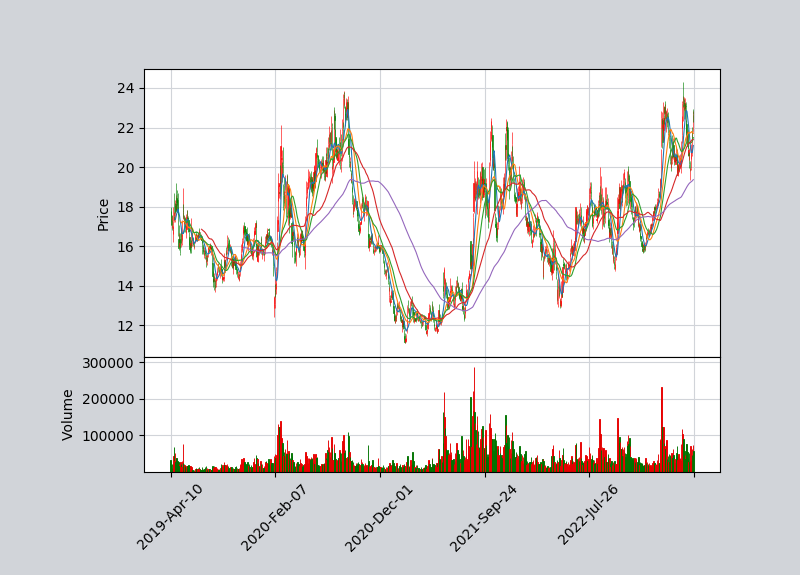 24
22
20
18
16
14
12
Price
300000
200000
100000
Volume
2019-Apr-10
2020-Feb-07
2020-Dec-01
2021-Sep-24
2022-Jul-26